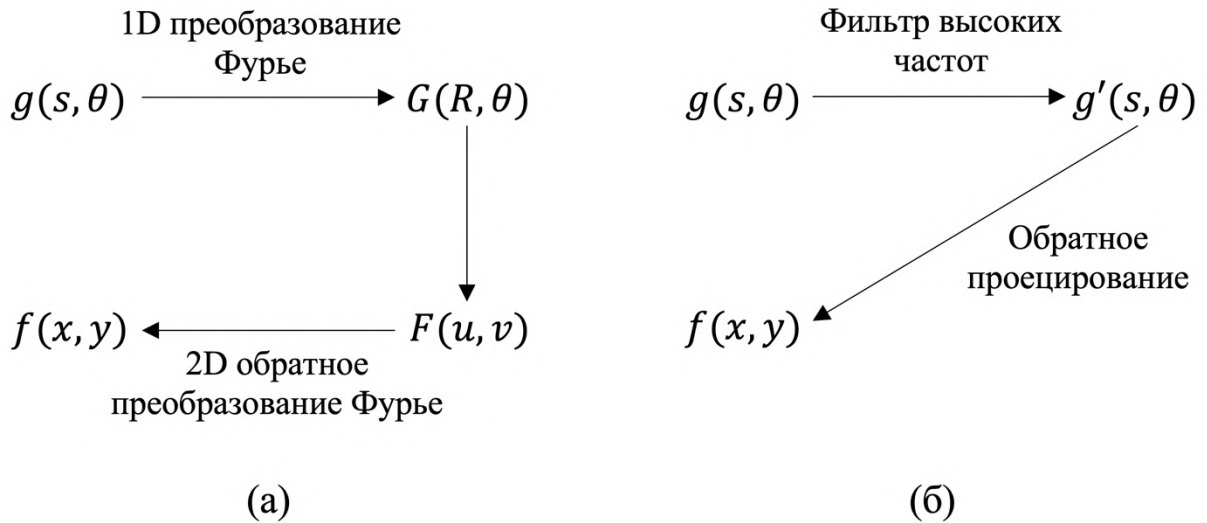 1D преобразование
Фурье
g(s, θ)
G(R, θ)
f(x, y)
F(u, v)
2D обратное
преобразование Фурье
(а)
Фильтр высоких
частот
g(s, θ)
g′(s, θ)
Обратное
проецирование
f(x, y)
(б)